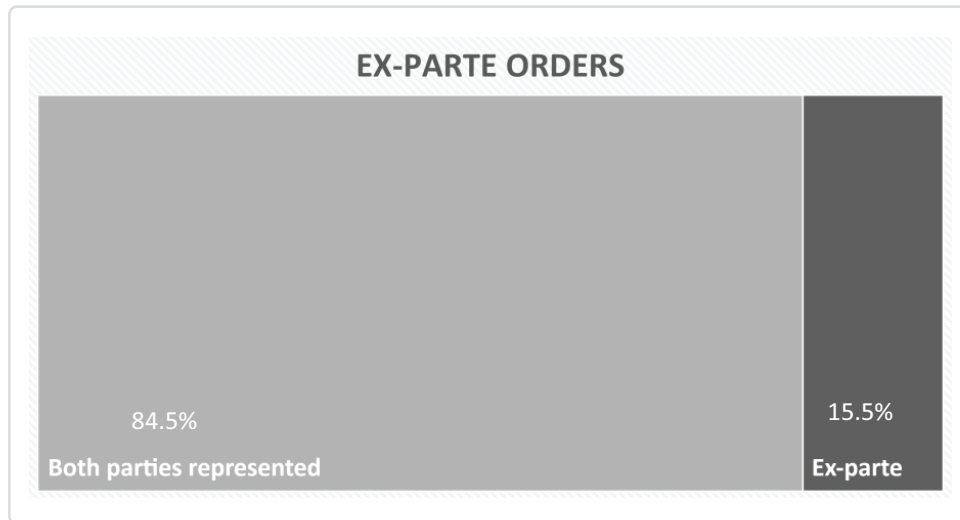 EX-PARTE ORDERS
84.5%
Both parties represented
15.5%
Ex-parte